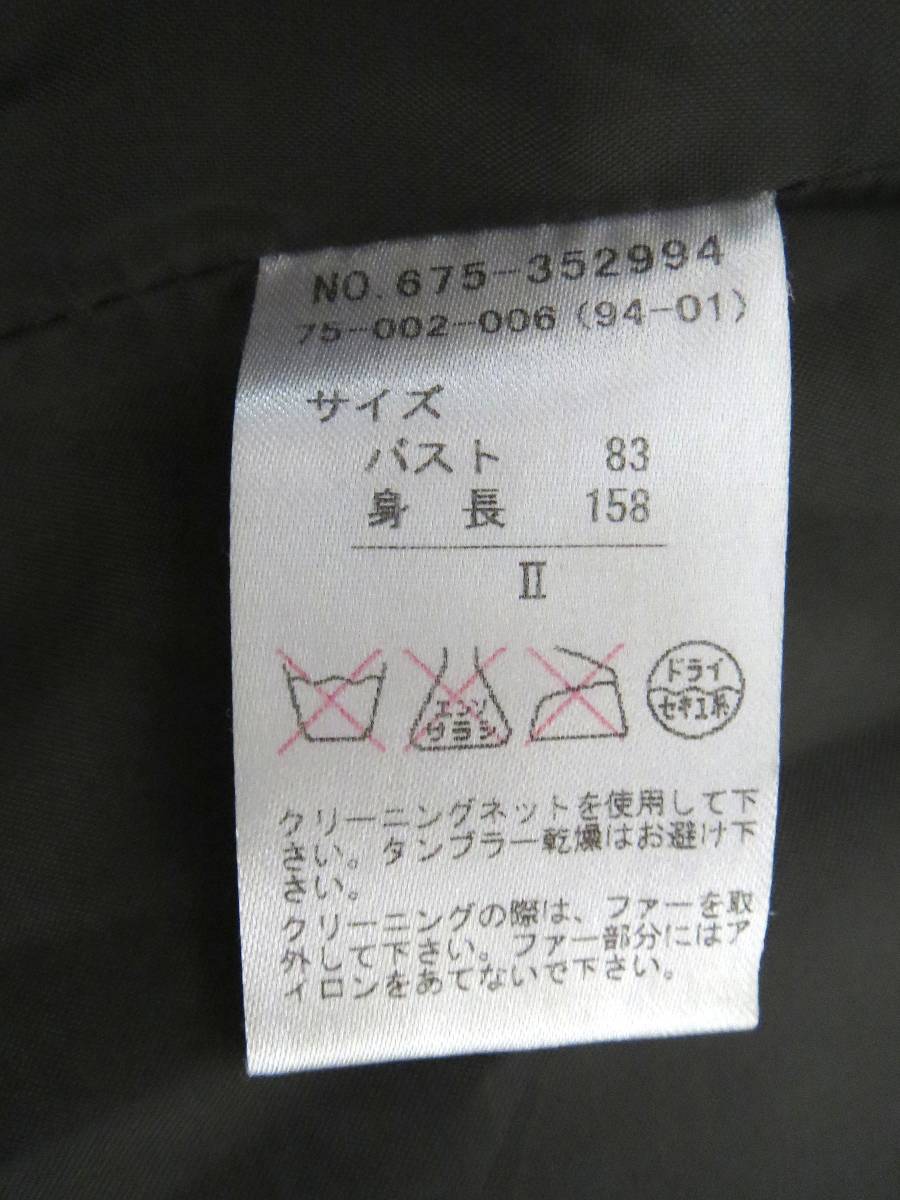 NO.675-352994
75-002-006(94-01)
サイズ
バスト 83
身 長 158
II
エンソ
サラシ
ドライ
セキユ系
クリーニングネットを使用して下
さい。タンブラー乾燥はお避け下
さい。
クリーニングの際は、ファーを取
外して下さい。ファー部分にはア
イロンをあてないで下さい。